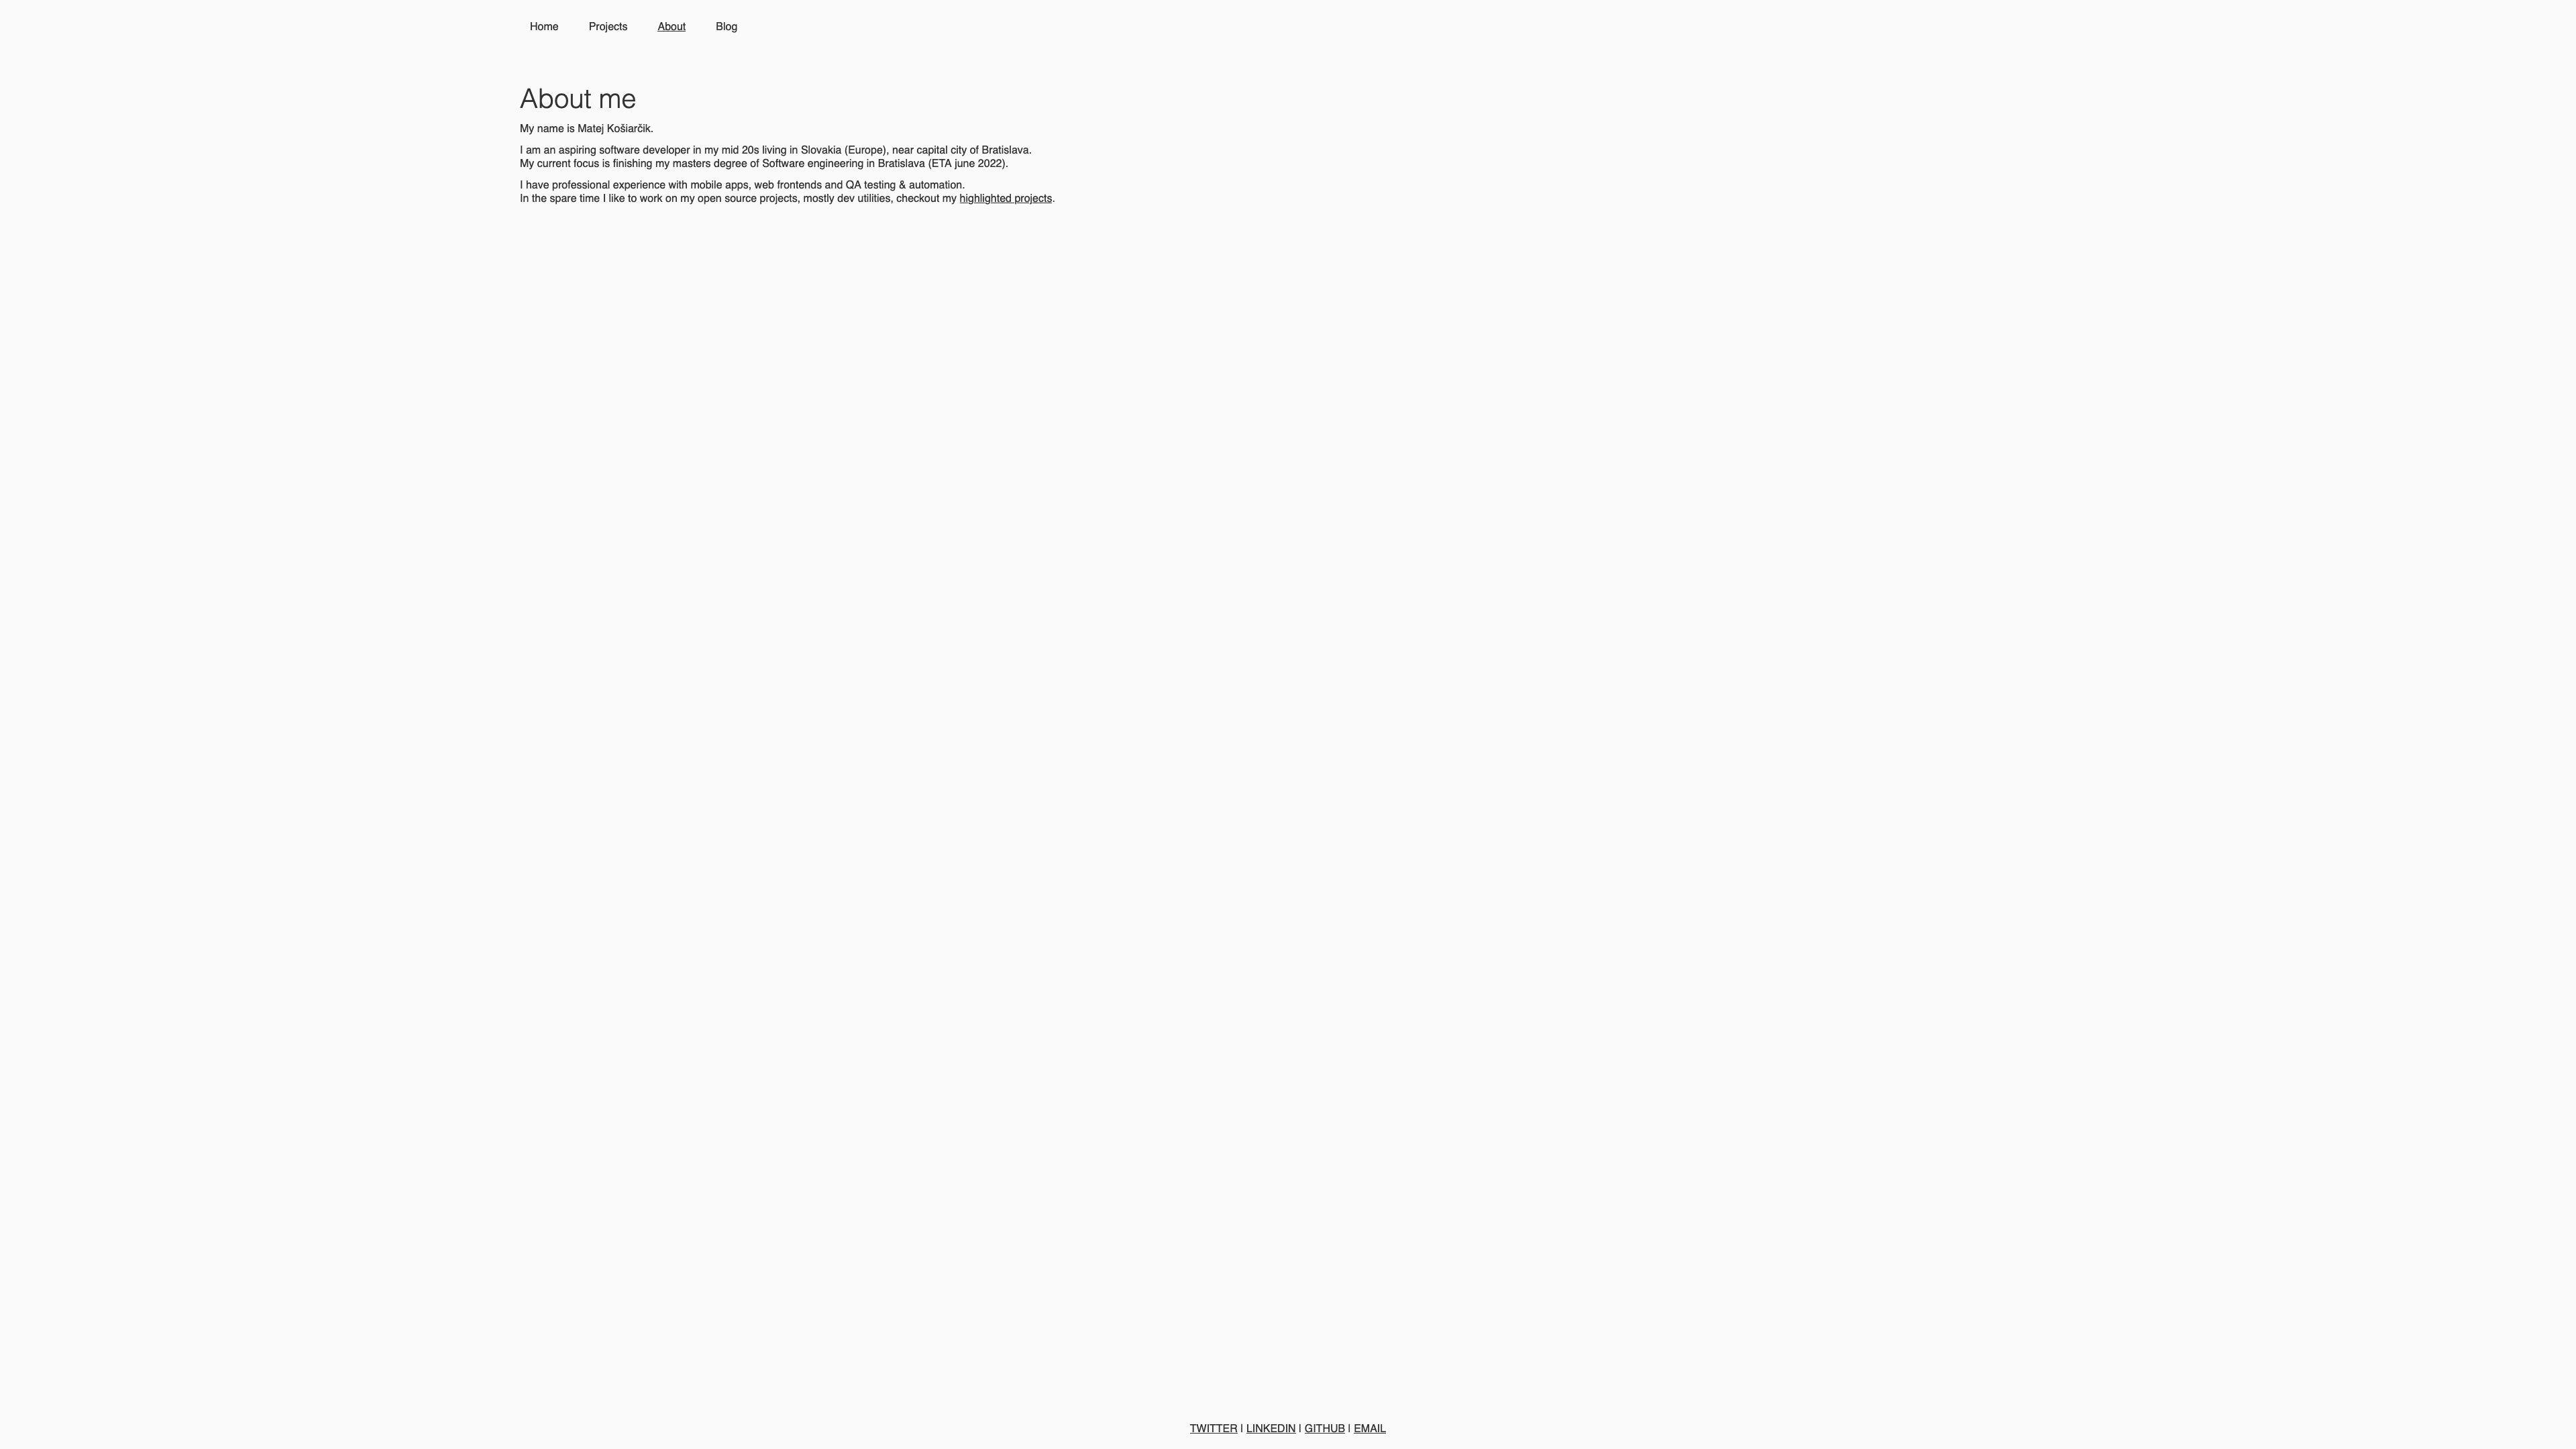 Home Projects About Blog
About me
My name is Matej Košiarčik.
I am an aspiring software developer in my mid 20s living in Slovakia (Europe), near capital city of Bratislava.
My current focus is finishing my masters degree of Software engineering in Bratislava (ETA june 2022).
I have professional experience with mobile apps, web frontends and QA testing & automation.
In the spare time I like to work on my open source projects, mostly dev utilities, checkout my highlighted projects.
TWITTER | LINKEDIN | GITHUB | EMAIL